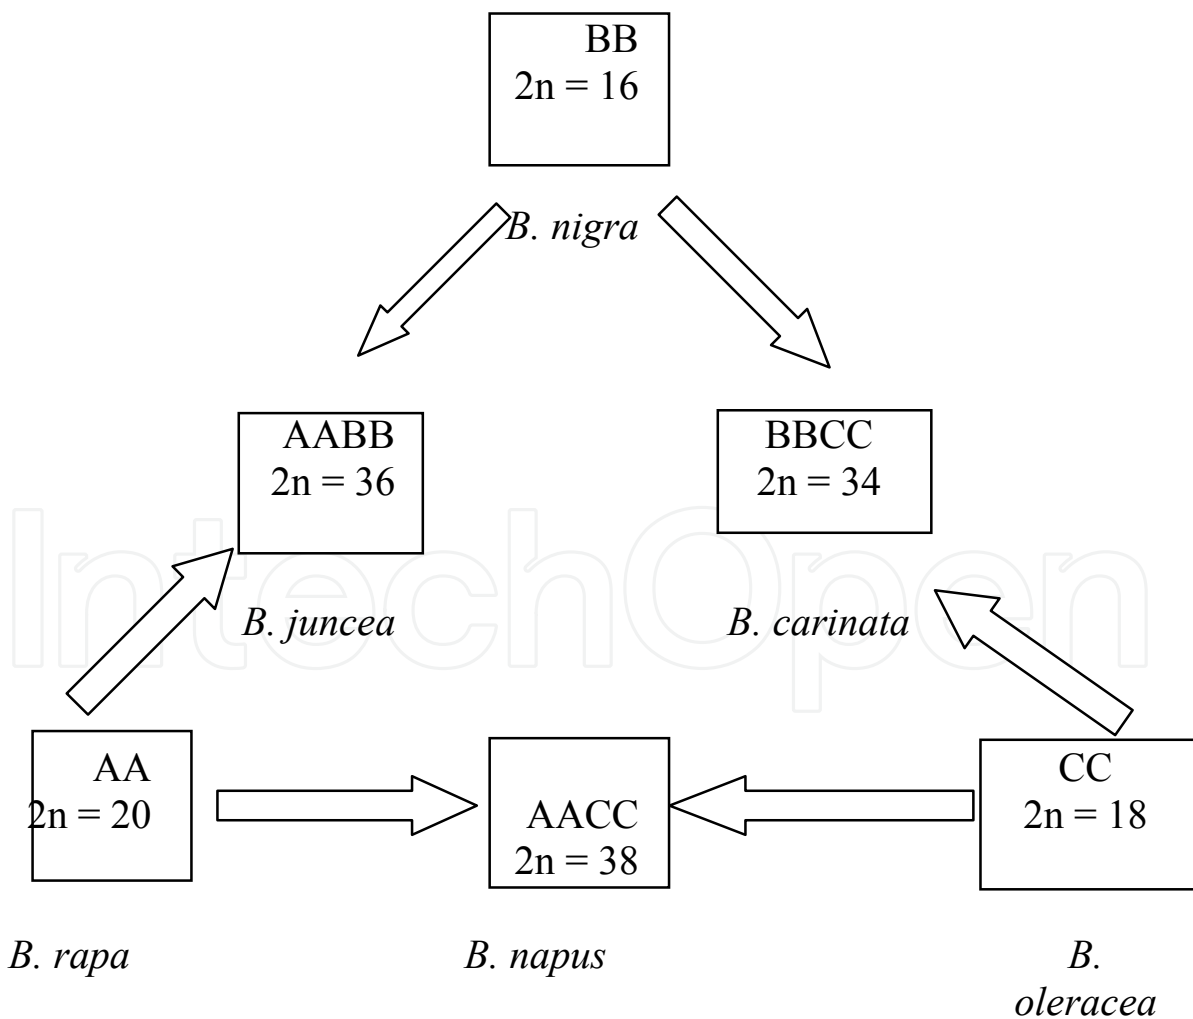 BB
2n = 16
B. nigra
AABB
2n = 36
BBCC
2n = 34
IntechOpen
B. juncea
B. carinata
AA
2n = 20
AACC
2n = 38
CC
2n = 18
B. rapa
B. napus
B.
oleracea